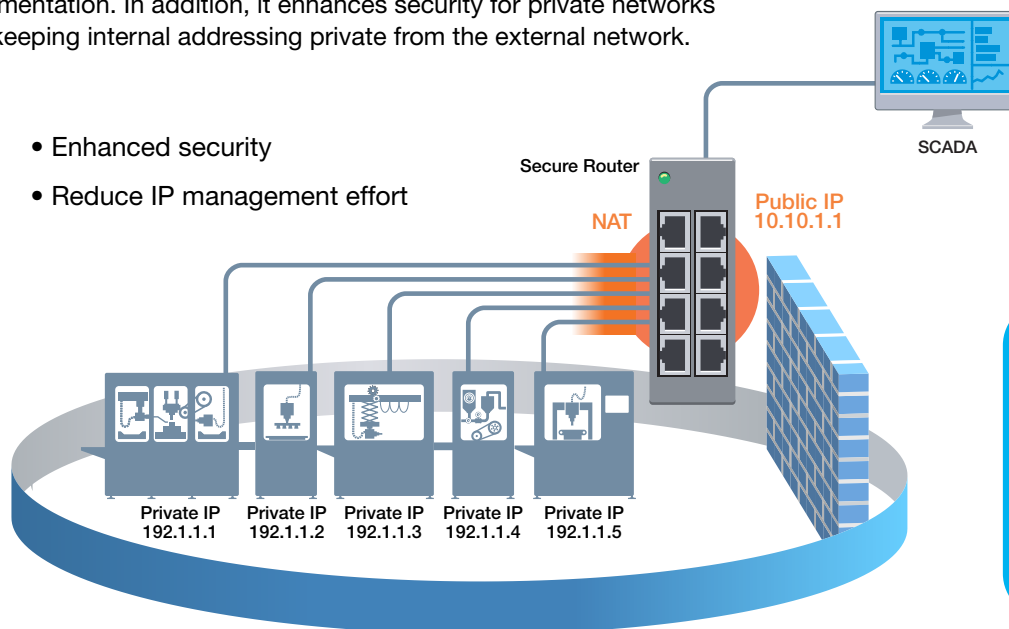 In addition, it enhances security for private networks
keeping internal addressing private from the external network.
• Enhanced security
• Reduce IP management effort
SCADA
Secure Router
NAT
Public IP
10.10.1.1
Private IP
192.1.1.1
Private IP
192.1.1.2
Private IP
192.1.1.3
Private IP
192.1.1.4
Private IP
192.1.1.5